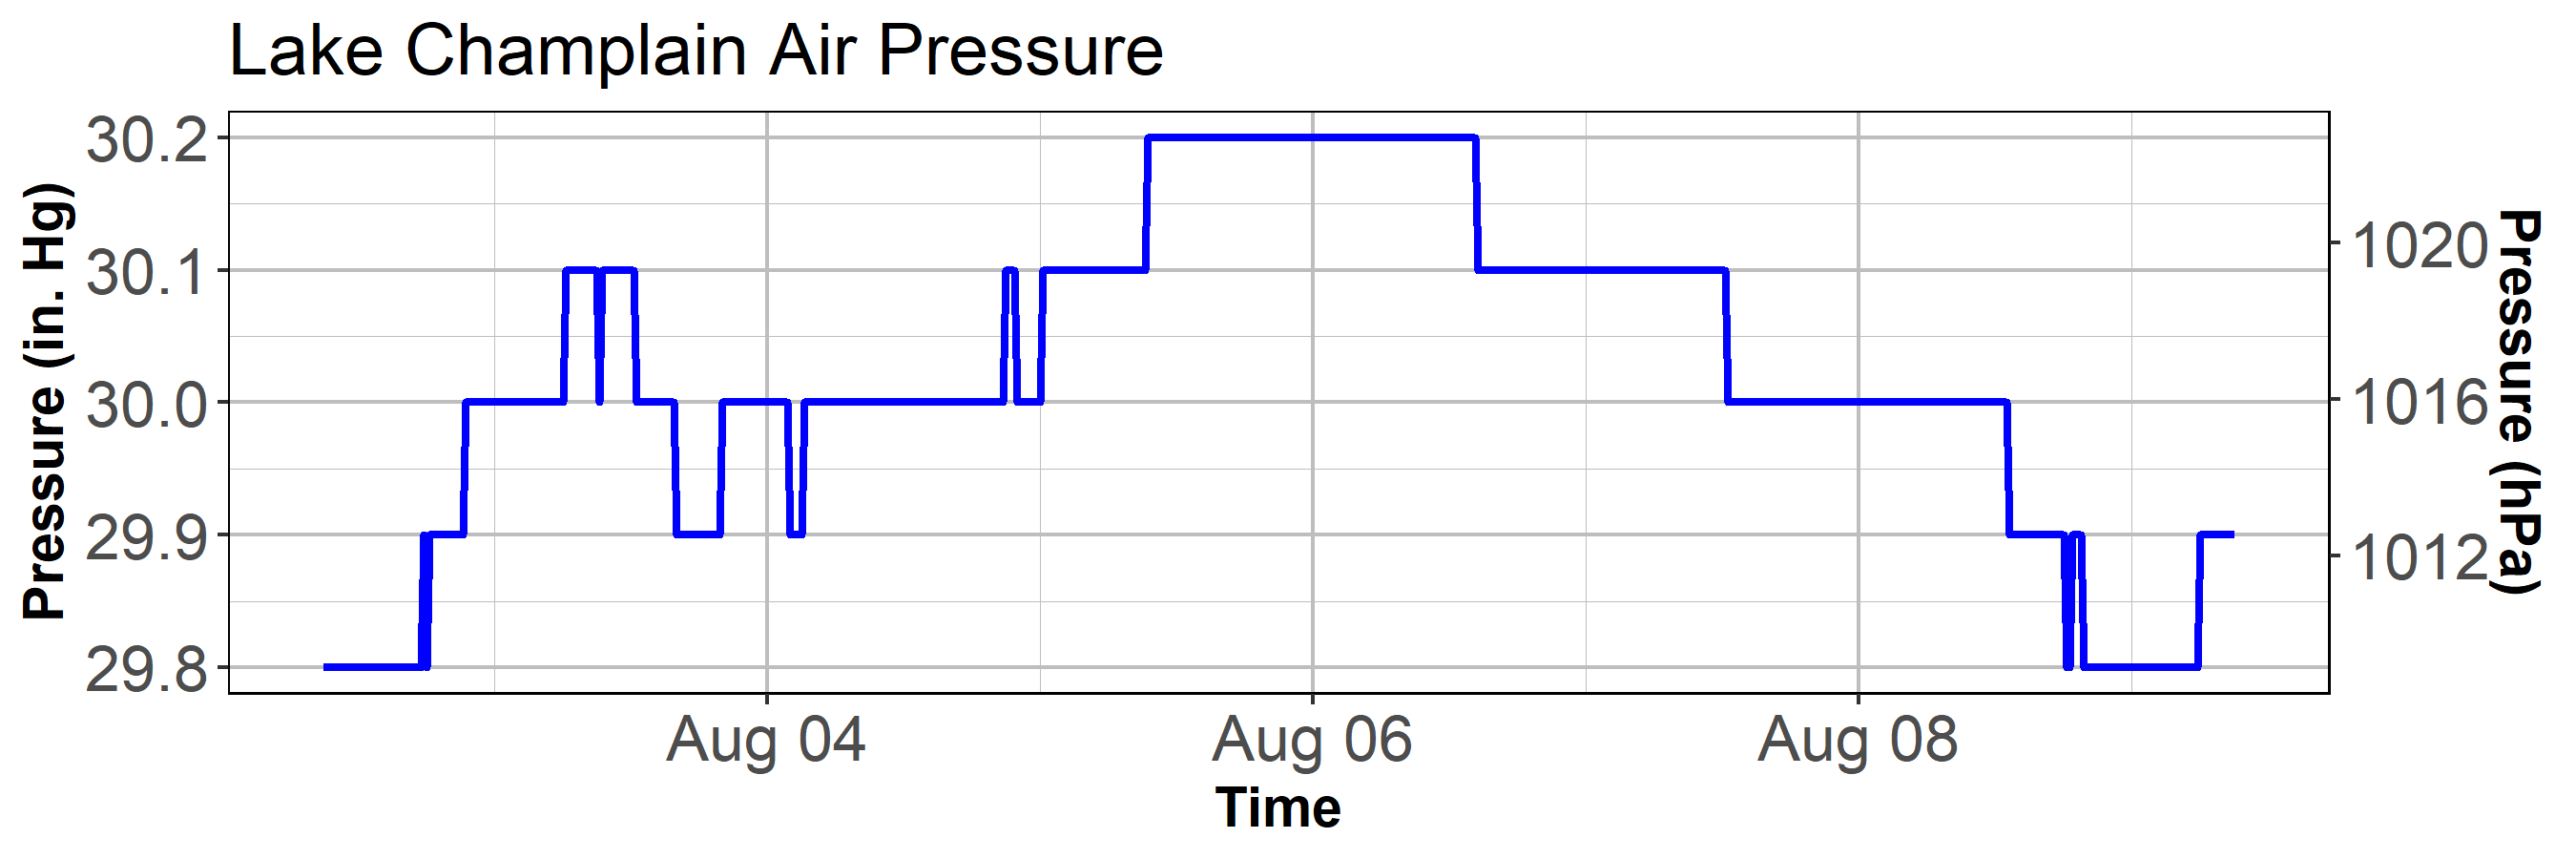 Lake Champlain Air Pressure
Pressure (in. Hg)
30.2
30.1
30.0
29.9
29.8
1020
1016
1012
Pressure (hPa)
Aug 04 Aug 06 Aug 08
Time